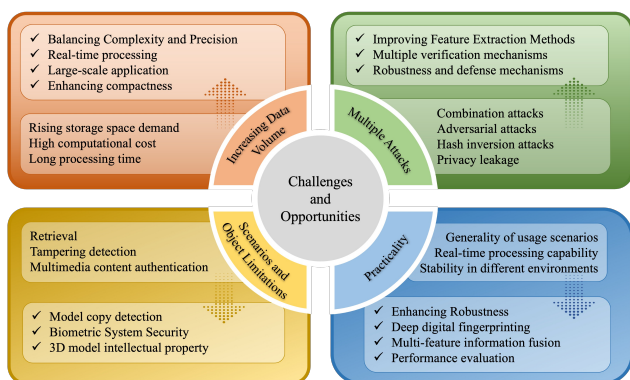 ✓ Balancing Complexity and Precision
✓ Real-time processing
✓ Large-scale application
✓ Enhancing compactness
Rising storage space demand
High computational cost
Long processing time
Increasing Data
Volume
✓ Improving Feature Extraction Methods
✓ Multiple verification mechanisms
✓ Robustness and defense mechanisms
Combination attacks
Adversarial attacks
Hash inversion attacks
Privacy leakage
Multiple Attacks
Challenges
and
Opportunities
Retrieval
Tampering detection
Multimedia content authentication
✓ Model copy detection
✓ Biometric System Security
✓ 3D model intellectual property
Scenarios and
Object Limitations
Generality of usage scenarios
Real-time processing capability
Stability in different environments
✓ Enhancing Robustness
✓ Deep digital fingerprinting
✓ Multi-feature information fusion
✓ Performance evaluation
Practicality